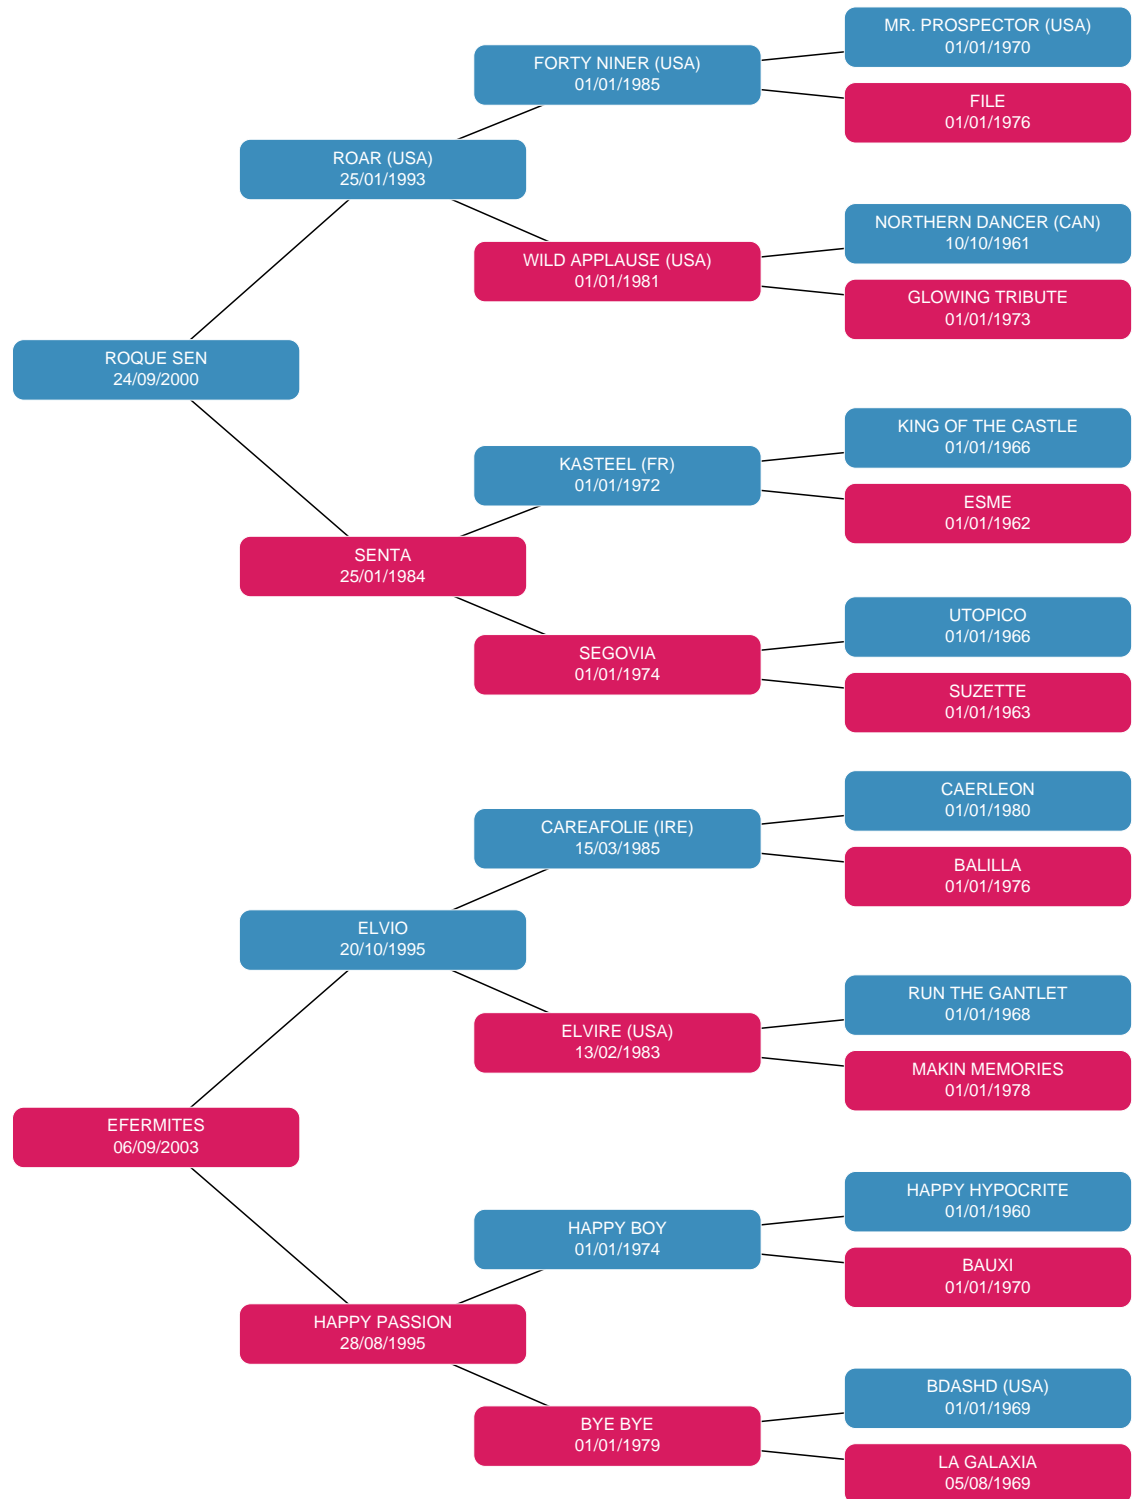 MR. PROSPECTOR (USA)
01/01/1970
FORTY NINER (USA)
01/01/1985
FILE
01/01/1976
ROAR (USA)
25/01/1993
NORTHERN DANCER (CAN)
10/10/1961
WILD APPLAUSE (USA)
01/01/1981
GLOWING TRIBUTE
01/01/1973
ROQUE SEN
24/09/2000
KING OF THE CASTLE
01/01/1966
KASTEEL (FR)
01/01/1972
ESME
01/01/1962
SENTA
25/01/1984
UTOPICO
01/01/1966
SEGOVIA
01/01/1974
SUZETTE
01/01/1963
CAERLEON
01/01/1980
CAREAFOLIE (IRE)
15/03/1985
BALILLA
01/01/1976
ELVIO
20/10/1995
RUN THE GANTLET
01/01/1968
ELVIRE (USA)
13/02/1983
MAKIN MEMORIES
01/01/1978
EFERMITES
06/09/2003
HAPPY HYPOCRITE
01/01/1960
HAPPY BOY
01/01/1974
BAUXI
01/01/1970
HAPPY PASSION
28/08/1995
BDASHD (USA)
01/01/1969
BYE BYE
01/01/1979
LA GALAXIA
05/08/1969